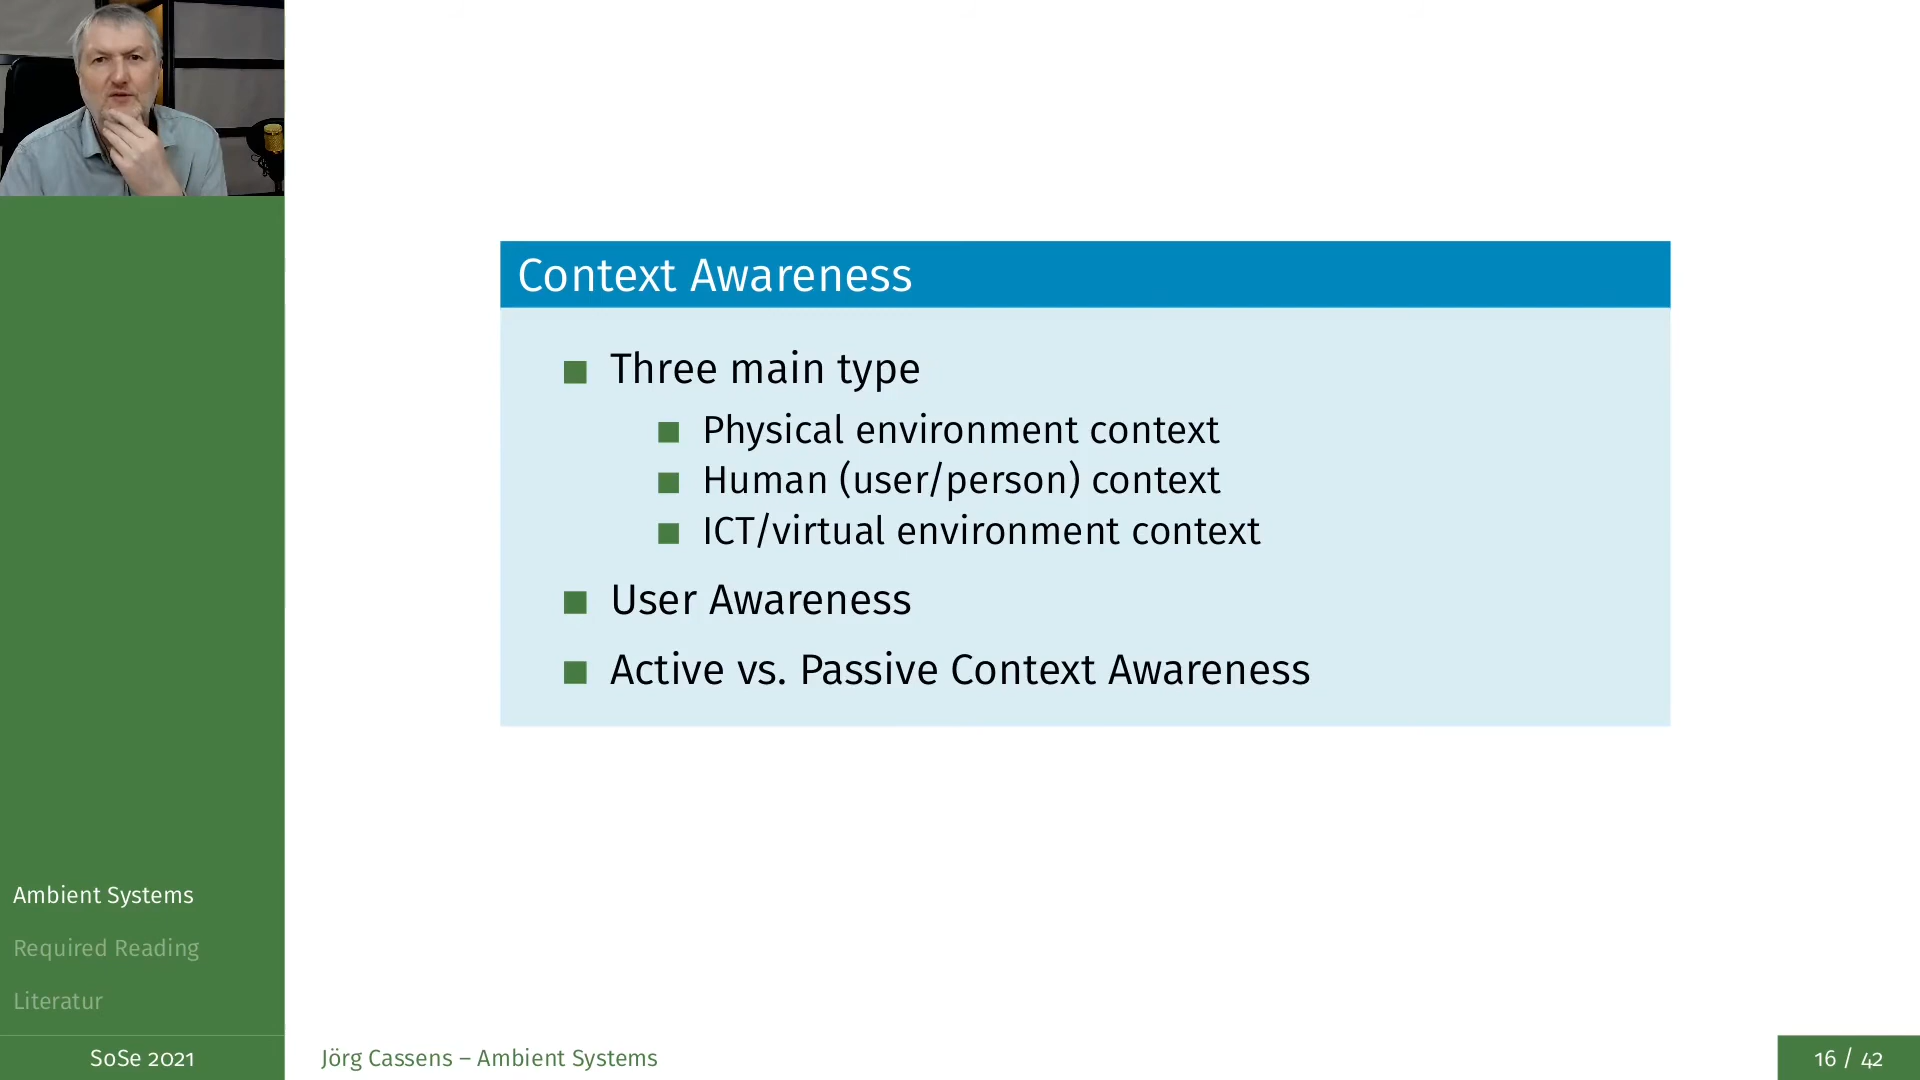 Context Awareness
Three main type
Physical environment context
Human (user/person) context
ICT/virtual environment context
User Awareness
Active vs. Passive Context Awareness
Ambient Systems
Required Reading
Literatur
SoSe 2021
Jörg Cassens – Ambient Systems
16 / 42